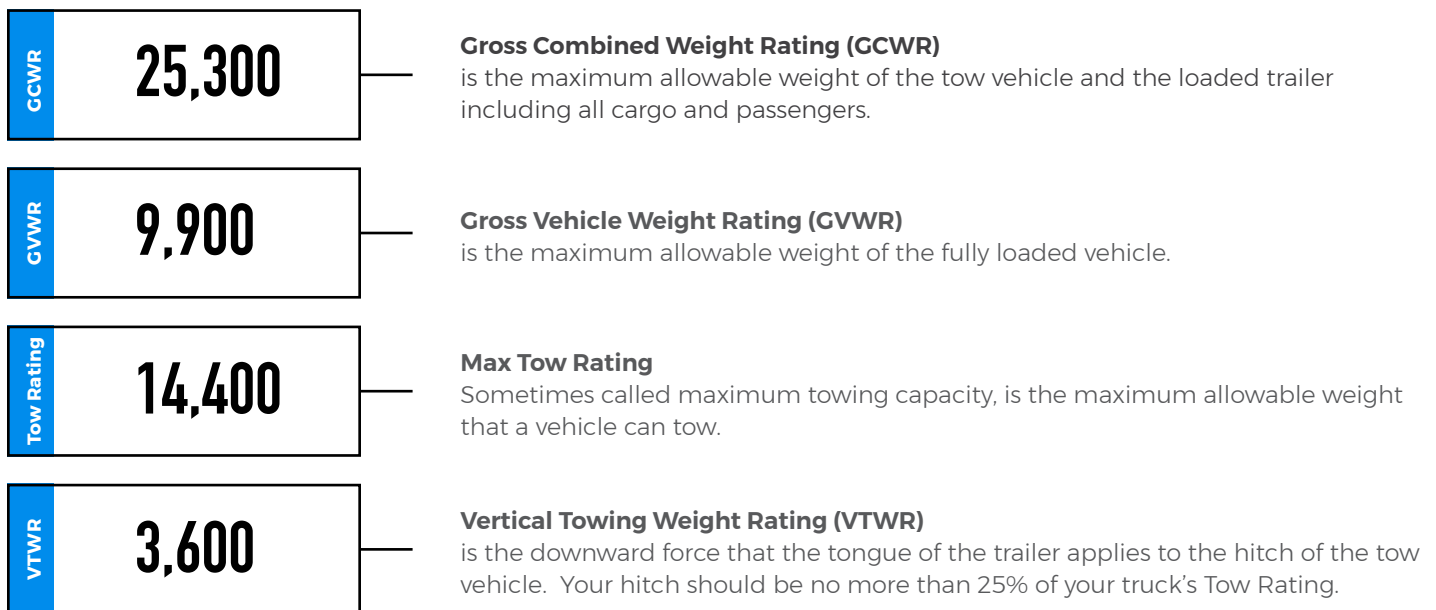 GCWR
25,300
Gross Combined Weight Rating (GCWR)
is the maximum allowable weight of the tow vehicle and the loaded trailer
including all cargo and passengers.
GVWR
9,900
Gross Vehicle Weight Rating (GVWR)
is the maximum allowable weight of the fully loaded vehicle.
Tow Rating
14,400
Max Tow Rating
Sometimes called maximum towing capacity, is the maximum allowable weight
that a vehicle can tow.
VTWR
3,600
Vertical Towing Weight Rating (VTWR)
is the downward force that the tongue of the trailer applies to the hitch of the tow
vehicle.  Your hitch should be no more than 25% of your truck's Tow Rating.